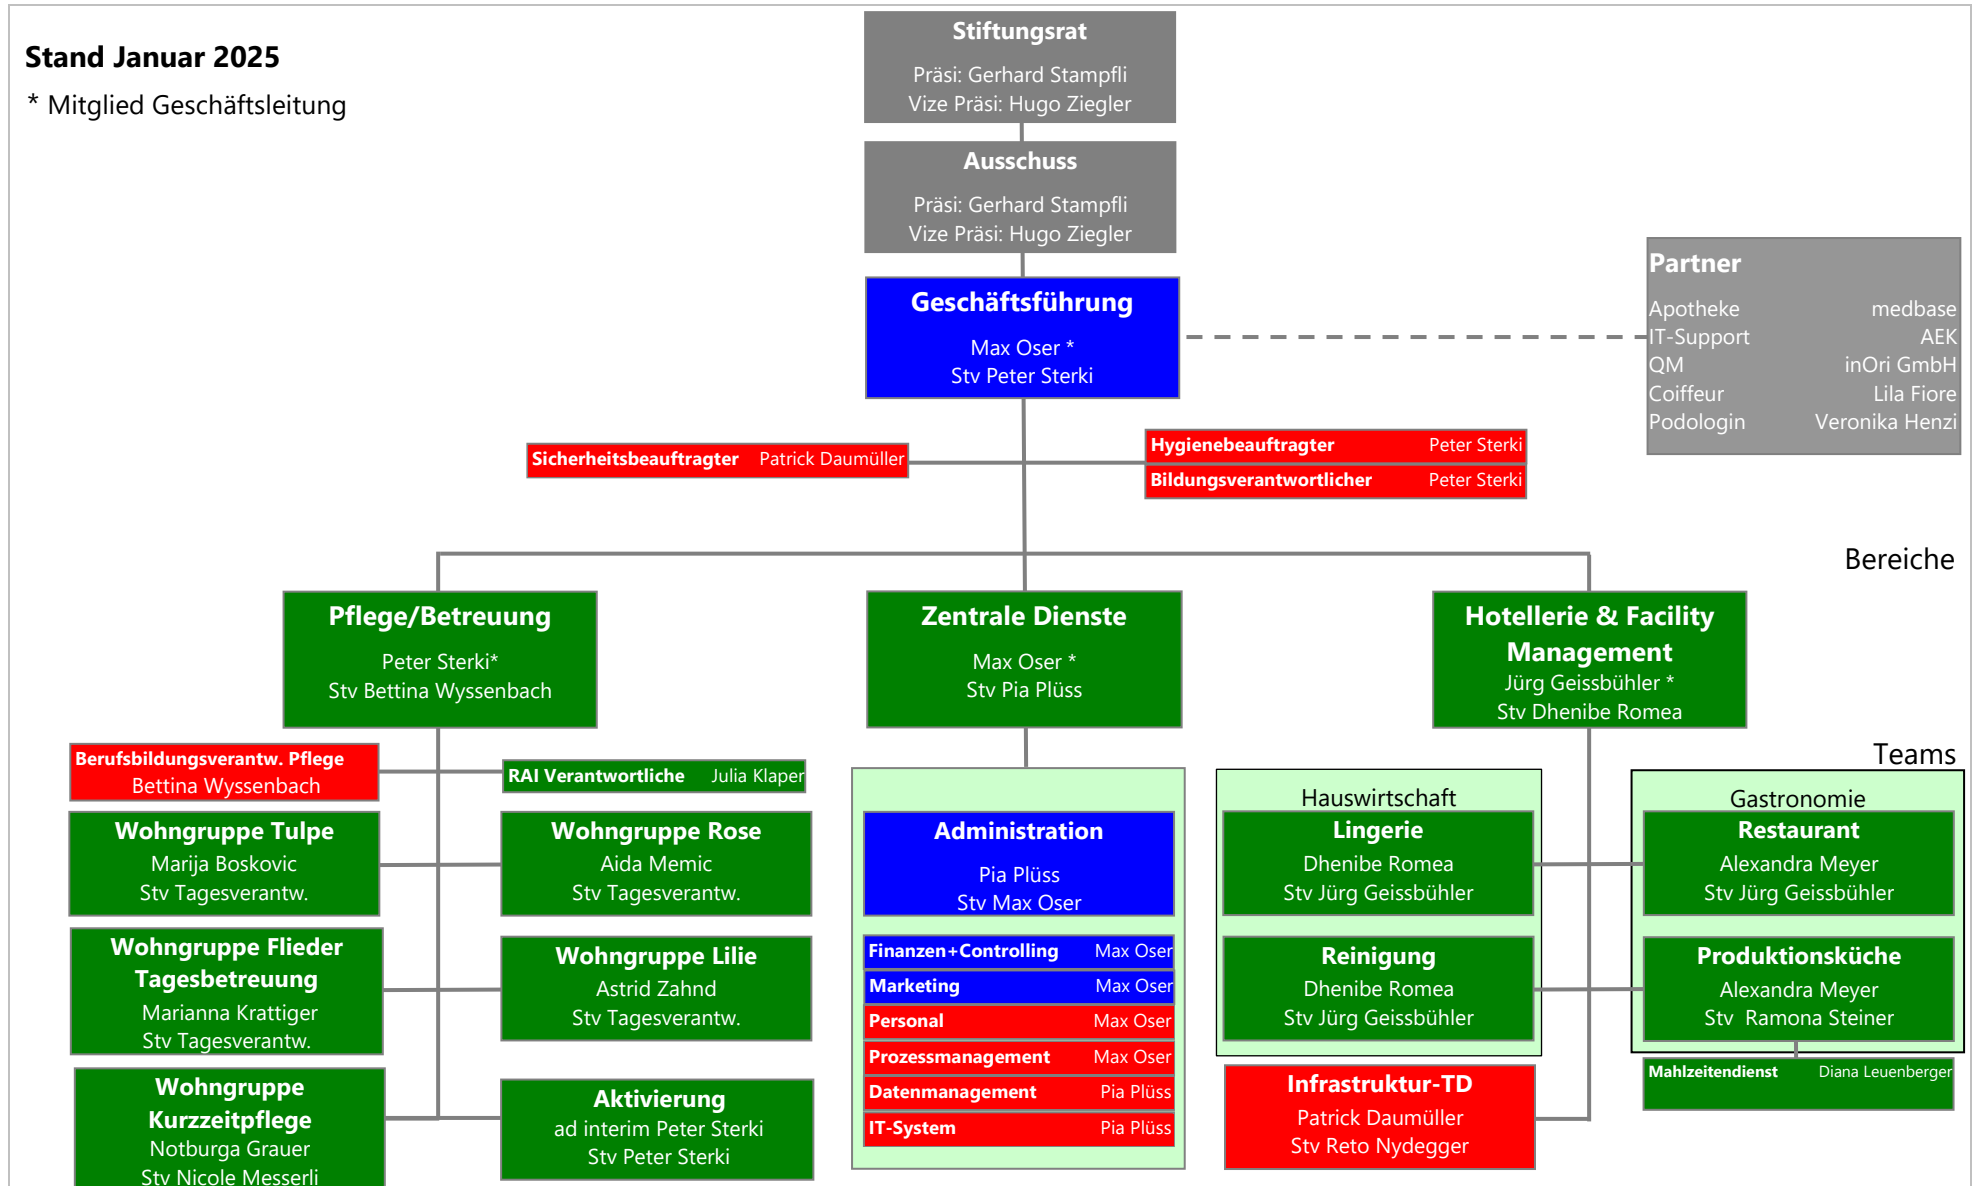 Stand Januar 2025
* Mitglied Geschäftsleitung
Stiftungsrat
Präsi: Gerhard Stampfli
Vize Präsi: Hugo Ziegler
Ausschuss
Präsi: Gerhard Stampfli
Vize Präsi: Hugo Ziegler
Geschäftsführung
Max Oser *
Stv Peter Sterki
Partner
Apotheke medbase
IT-Support AEK
QM inOri GmbH
Coiffeur Lila Fiore
Podologin Veronika Henzi
Sicherheitsbeauftragter Patrick Daumüller
Hygienebeauftragter Peter Sterki
Bildungsverantwortlicher Peter Sterki
Bereiche
Pflege/Betreuung
Peter Sterki*
Stv Bettina Wyssenbach
Zentrale Dienste
Max Oser *
Stv Pia Plüss
Hotellerie & Facility
Management
Jürg Geissbühler *
Stv Dhenibe Romea
Teams
Berufsbildungsverantw. Pflege
Bettina Wyssenbach
RAI Verantwortliche Julia Klaper
Wohngruppe Tulpe
Marija Boskovic
Stv Tagesverantw.
Wohngruppe Rose
Aida Memic
Stv Tagesverantw.
Wohngruppe Flieder
Tagesbetreuung
Marianna Krattiger
Stv Tagesverantw.
Wohngruppe Lilie
Astrid Zahnd
Stv Tagesverantw.
Wohngruppe
Kurzzeitpflege
Notburga Grauer
Stv Nicole Messerli
Aktivierung
ad interim Peter Sterki
Stv Peter Sterki
Administration
Pia Plüss
Stv Max Oser
Finanzen+Controlling Max Oser
Marketing Max Oser
Personal Max Oser
Prozessmanagement Max Oser
Datenmanagement Pia Plüss
IT-System Pia Plüss
Hauswirtschaft
Lingerie
Dhenibe Romea
Stv Jürg Geissbühler
Reinigung
Dhenibe Romea
Stv Jürg Geissbühler
Infrastruktur-TD
Patrick Daumüller
Stv Reto Nydegger
Gastronomie
Restaurant
Alexandra Meyer
Stv Jürg Geissbühler
Produktionsküche
Alexandra Meyer
Stv Ramona Steiner
Mahlzeitendienst Diana Leuenberger